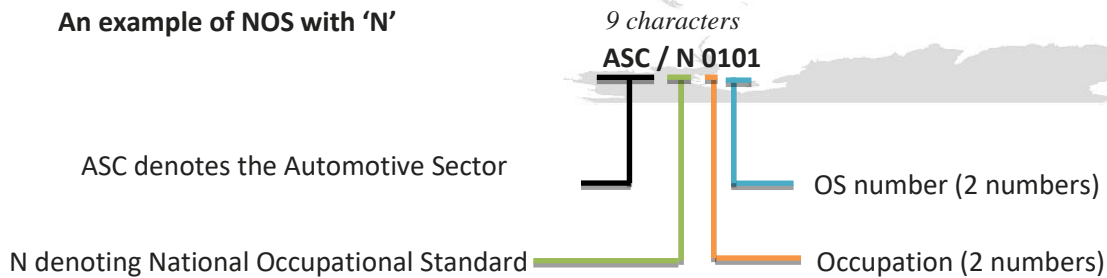 An example of NOS with ‘N’
9 characters
ASC / N 0101
ASC denotes the Automotive Sector
OS number (2 numbers)
N denoting National Occupational Standard
Occupation (2 numbers)